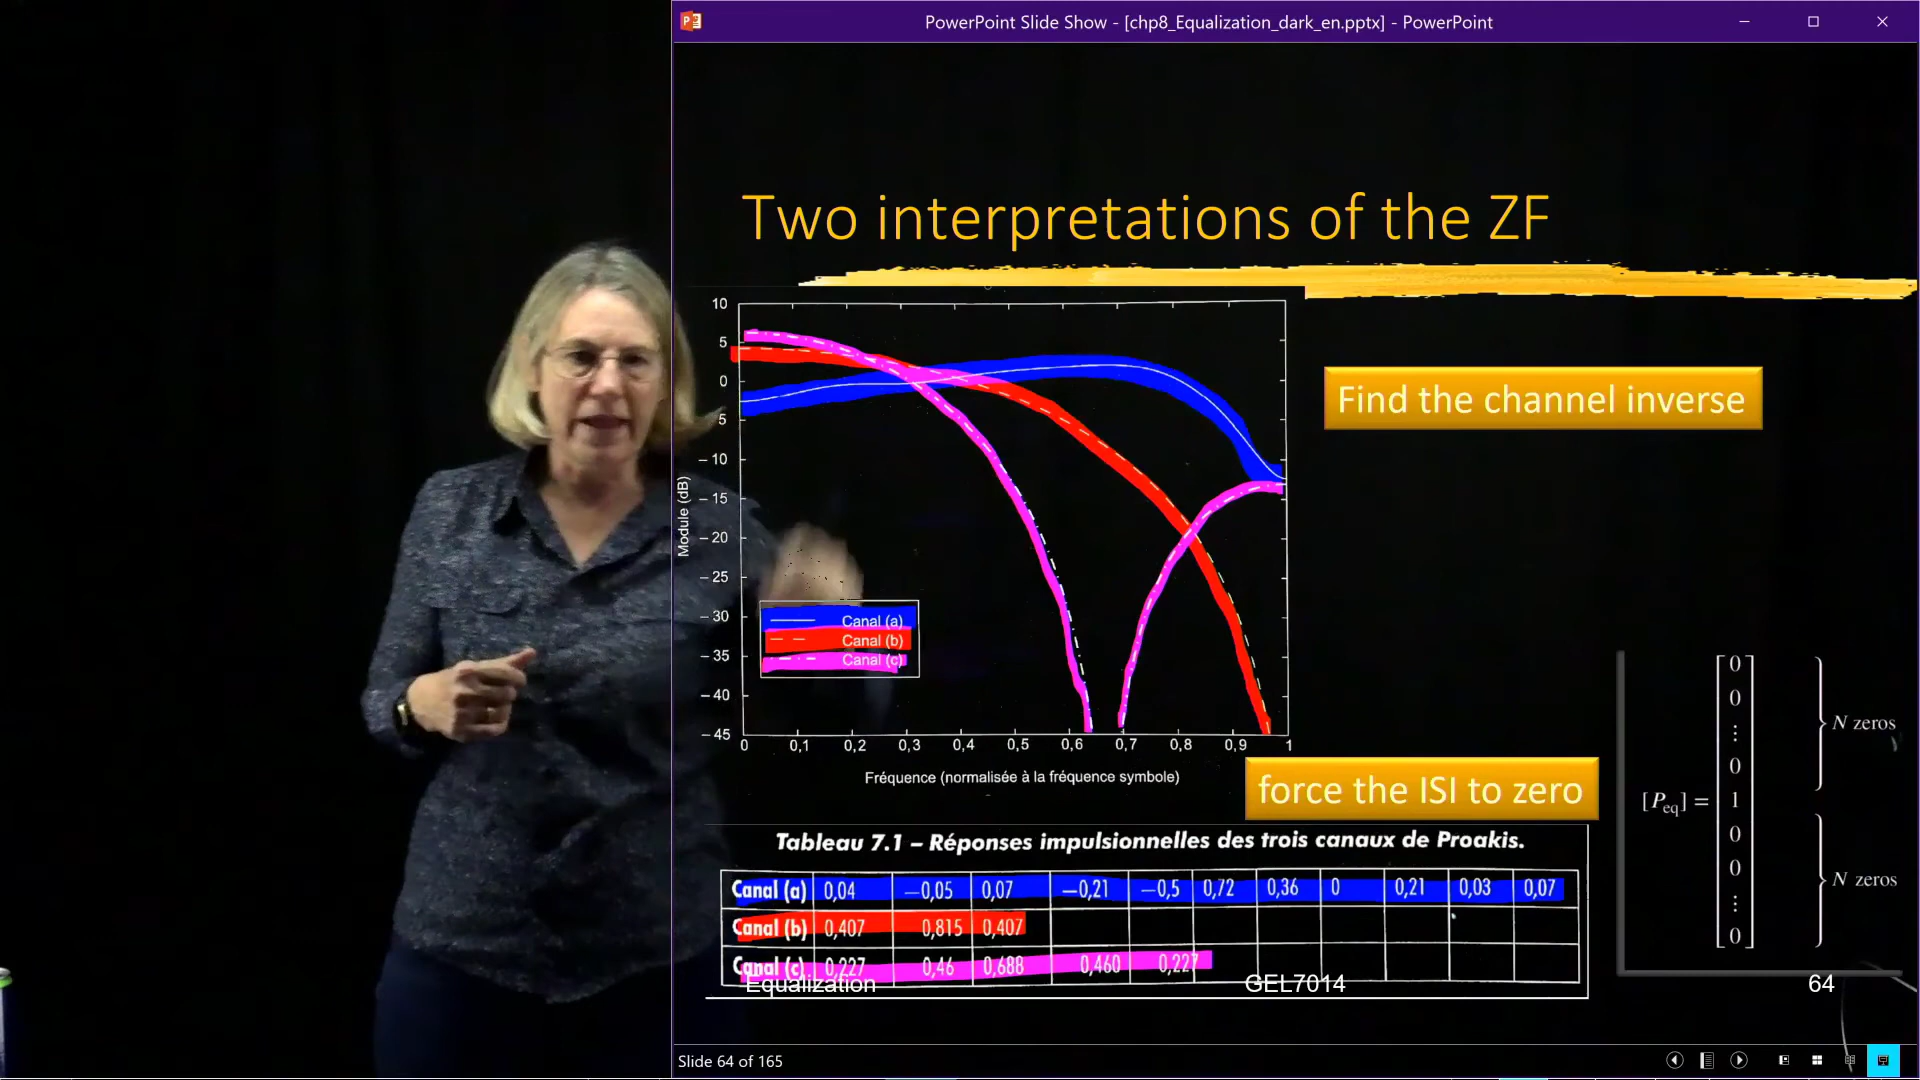 PowerPoint Slide Show - [chp8_Equalization_dark_en.pptx] - PowerPoint
Two interpretations of the ZF
10
5
0
5
– 10
– 15
– 20
– 25
– 30
– 35
– 40
– 45
Module (dB)
Canal (a)
Canal (b)
Canal (c)
0 0,1 0,2 0,3 0,4 0,5 0,6 0,7 0,8 0,9 1
Fréquence (normalisée à la fréquence symbole)
Find the channel inverse
force the ISI to zero
[Peq] =
0
0
⋮
0
1
0
0
⋮
0
N zeros
N zeros
Tableau 7.1 – Réponses impulsionnelles des trois canaux de Proakis.
Canal (a) 0,04 –0,05 0,07 –0,21 –0,5 0,72 0,36 0 0,21 0,03 0,07
Canal (b) 0,407 0,815 0,407
Canal (c) 0,227 0,46 0,688 0,460 0,227
Equalization GEL7014 64
Slide 64 of 165